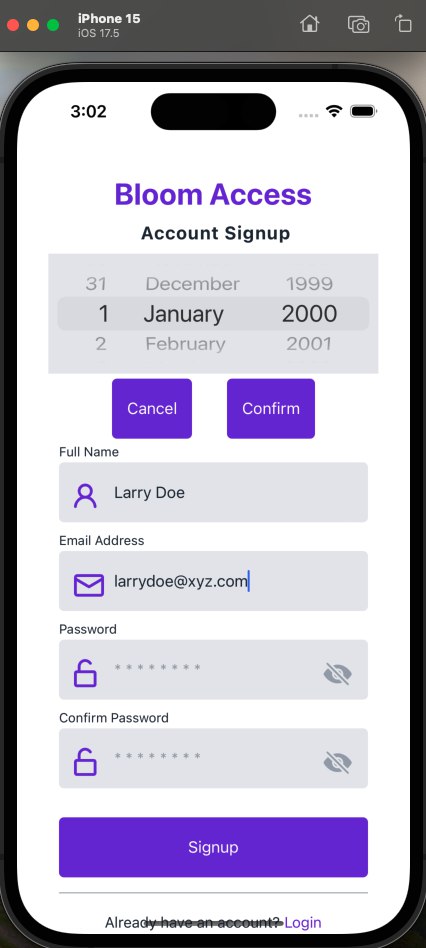 iPhone 15
iOS 17.5
3:02
Bloom Access
Account Signup
31 December 1999
1 January 2000
2 February 2001
Cancel Confirm
Full Name
Larry Doe
Email Address
larrydoe@xyz.com
Password
* * * * * * * *
Confirm Password
* * * * * * * *
Signup
Already have an account? Login